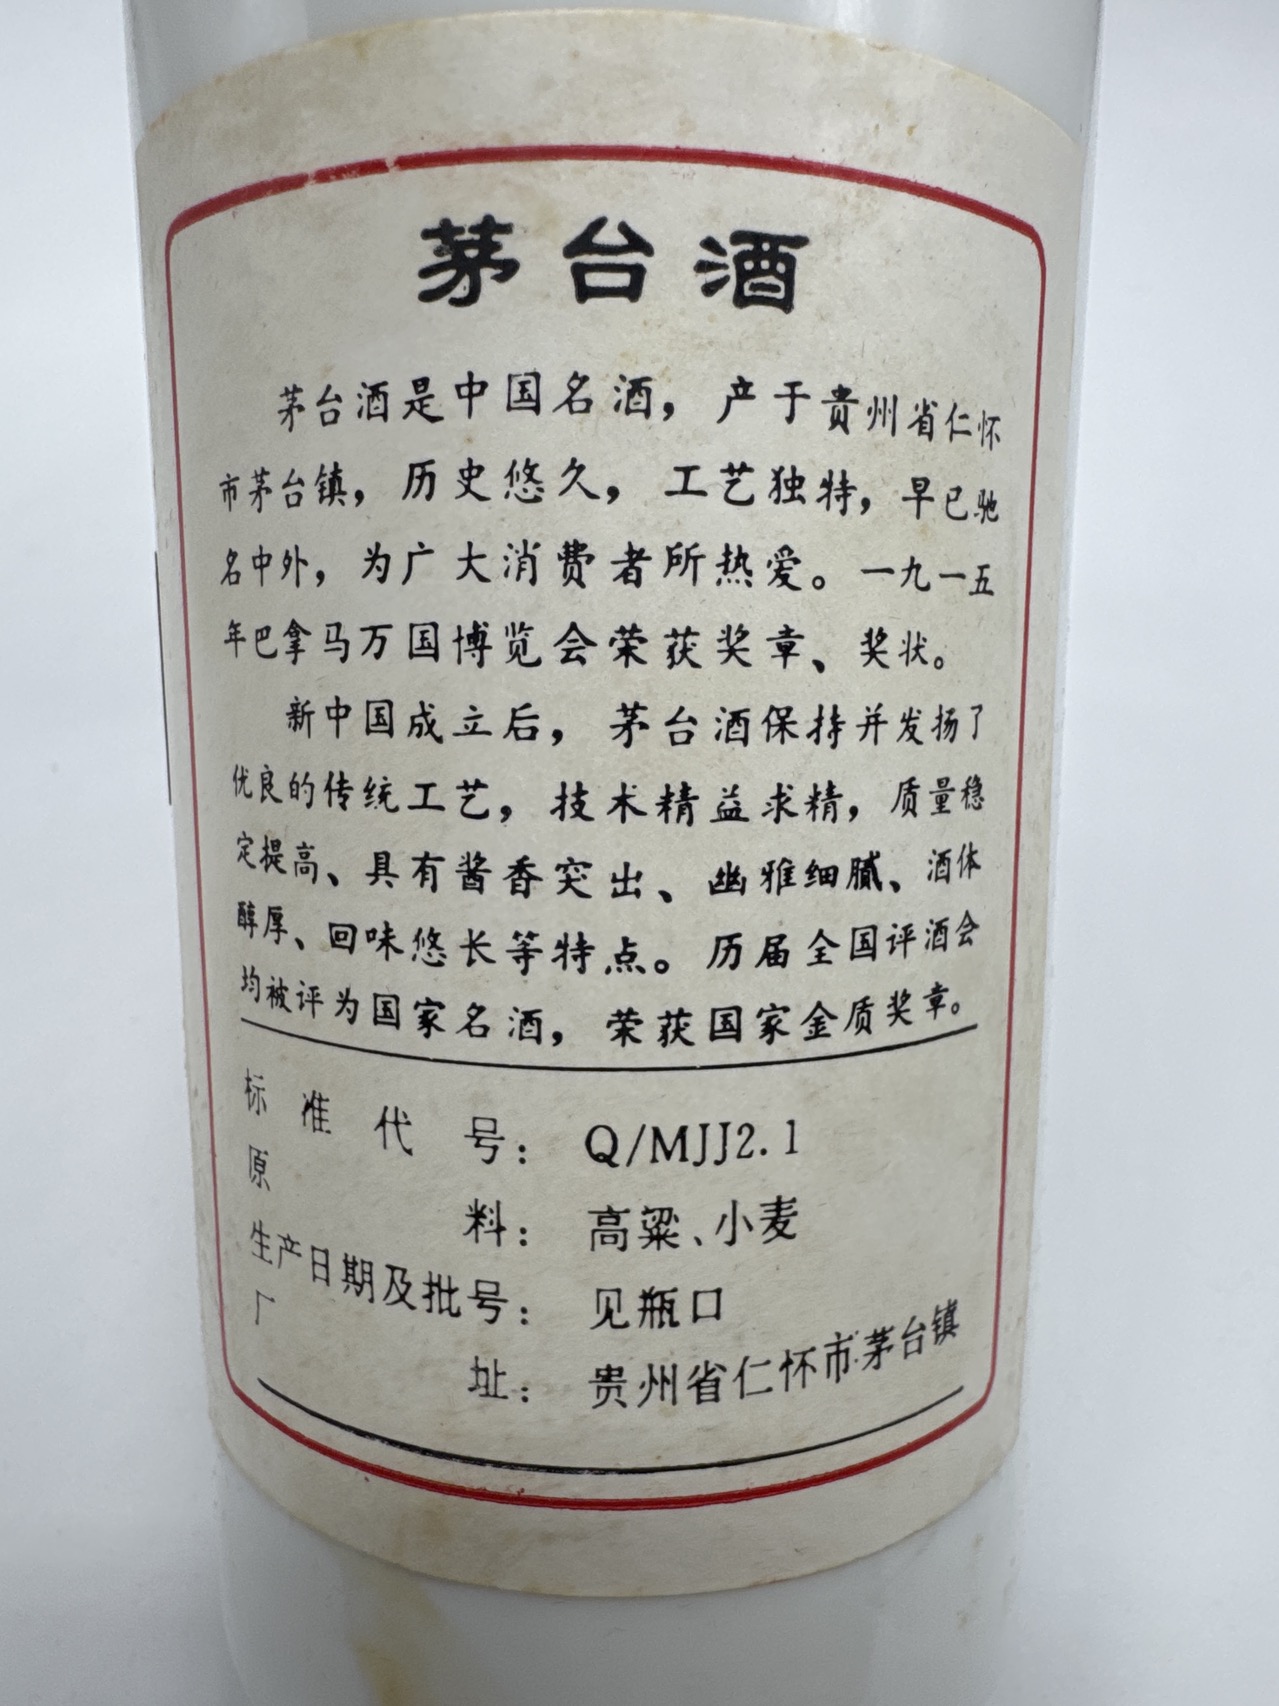 茅台酒
茅台酒是中国名酒，产于贵州省仁怀
市茅台镇，历史悠久，工艺独特，早已驰
名中外，为广大消费者所热爱。一九一五
年巴拿马万国博览会荣获奖章、奖状。
新中国成立后，茅台酒保持并发扬了
优良的传统工艺，技术精益求精，质量稳
定提高、具有酱香突出、幽雅细腻、酒体
醇厚、回味悠长等特点。历届全国评酒会
均被评为国家名酒，荣获国家金质奖章。
标准代号：Q/MJJ2.1
原料：高粱、小麦
生产日期及批号：见瓶口
厂址：贵州省仁怀市茅台镇